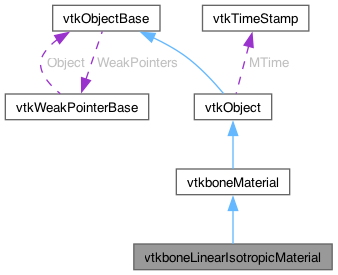 vtkObjectBase
vtkTimeStamp
Object
WeakPointers
MTime
vtkWeakPointerBase
vtkObject
vtkboneMaterial
vtkboneLinearIsotropicMaterial